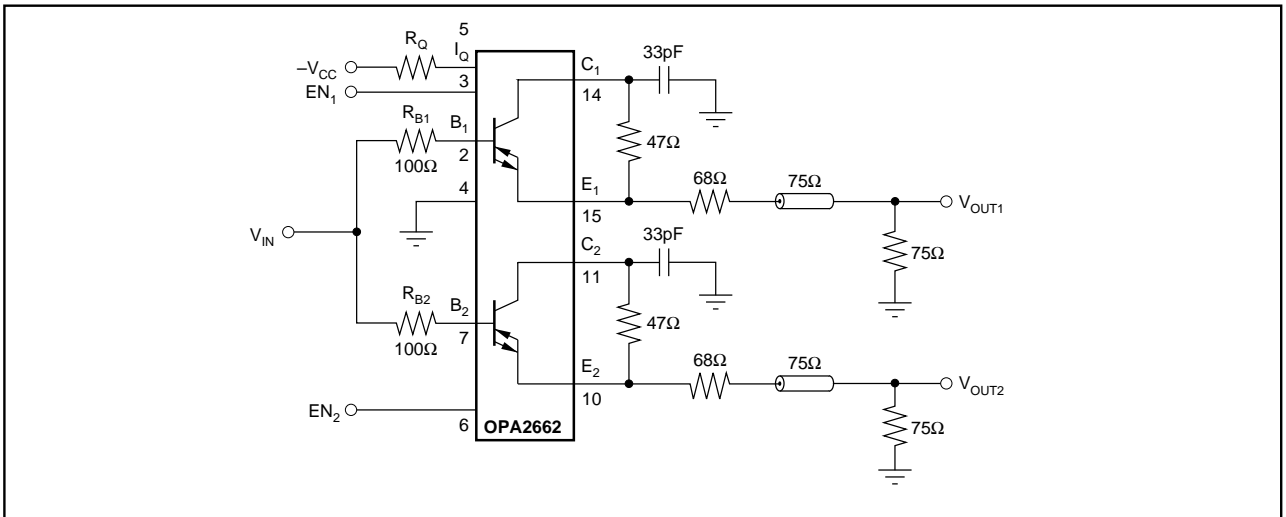 5
R_Q
I_Q
–V_CC
3
EN_1
R_B1
B_1
100Ω
2
4
V_IN
R_B2
B_2
100Ω
7
EN_2
6
OPA2662
C_1
14
33pF
47Ω
E_1
15
68Ω
75Ω
V_OUT1
75Ω
C_2
11
33pF
47Ω
E_2
10
68Ω
75Ω
V_OUT2
75Ω